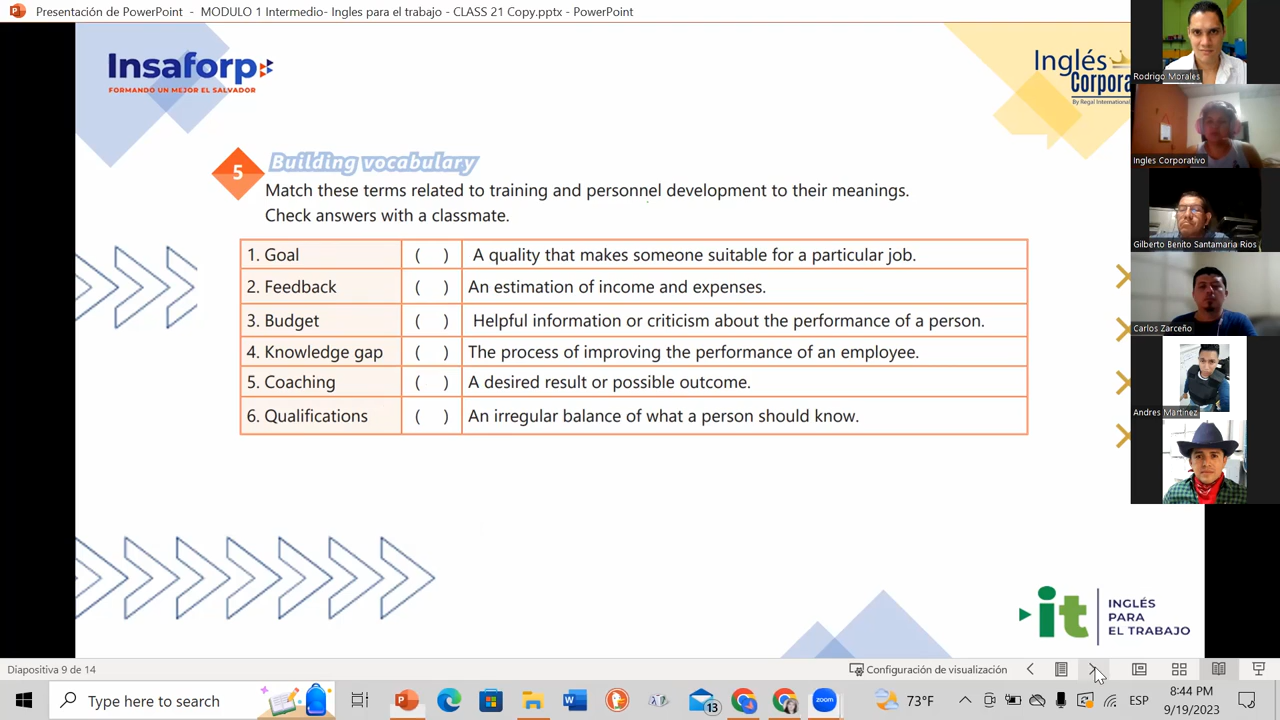 Presentación de PowerPoint - MODULO 1 Intermedio- Ingles para el trabajo - CLASS 21 Copy.pptx - PowerPoint
Insaforp
FORMANDO UN MEJOR EL SALVADOR
Inglés
Corpora
By Regal International
5
Building vocabulary
Match these terms related to training and personnel development to their meanings.
Check answers with a classmate.
1. Goal ( ) A quality that makes someone suitable for a particular job.
2. Feedback ( ) An estimation of income and expenses.
3. Budget ( ) Helpful information or criticism about the performance of a person.
4. Knowledge gap ( ) The process of improving the performance of an employee.
5. Coaching ( ) A desired result or possible outcome.
6. Qualifications ( ) An irregular balance of what a person should know.
Rodrigo Morales
Ingles Corporativo
Gilberto Benito Santamaria Rios
Carlos Zarceño
Andres Martinez
it
INGLÉS
PARA
EL TRABAJO
Diapositiva 9 de 14
Configuración de visualización
Type here to search
13
zoom
73°F
ESP
8:44 PM
9/19/2023